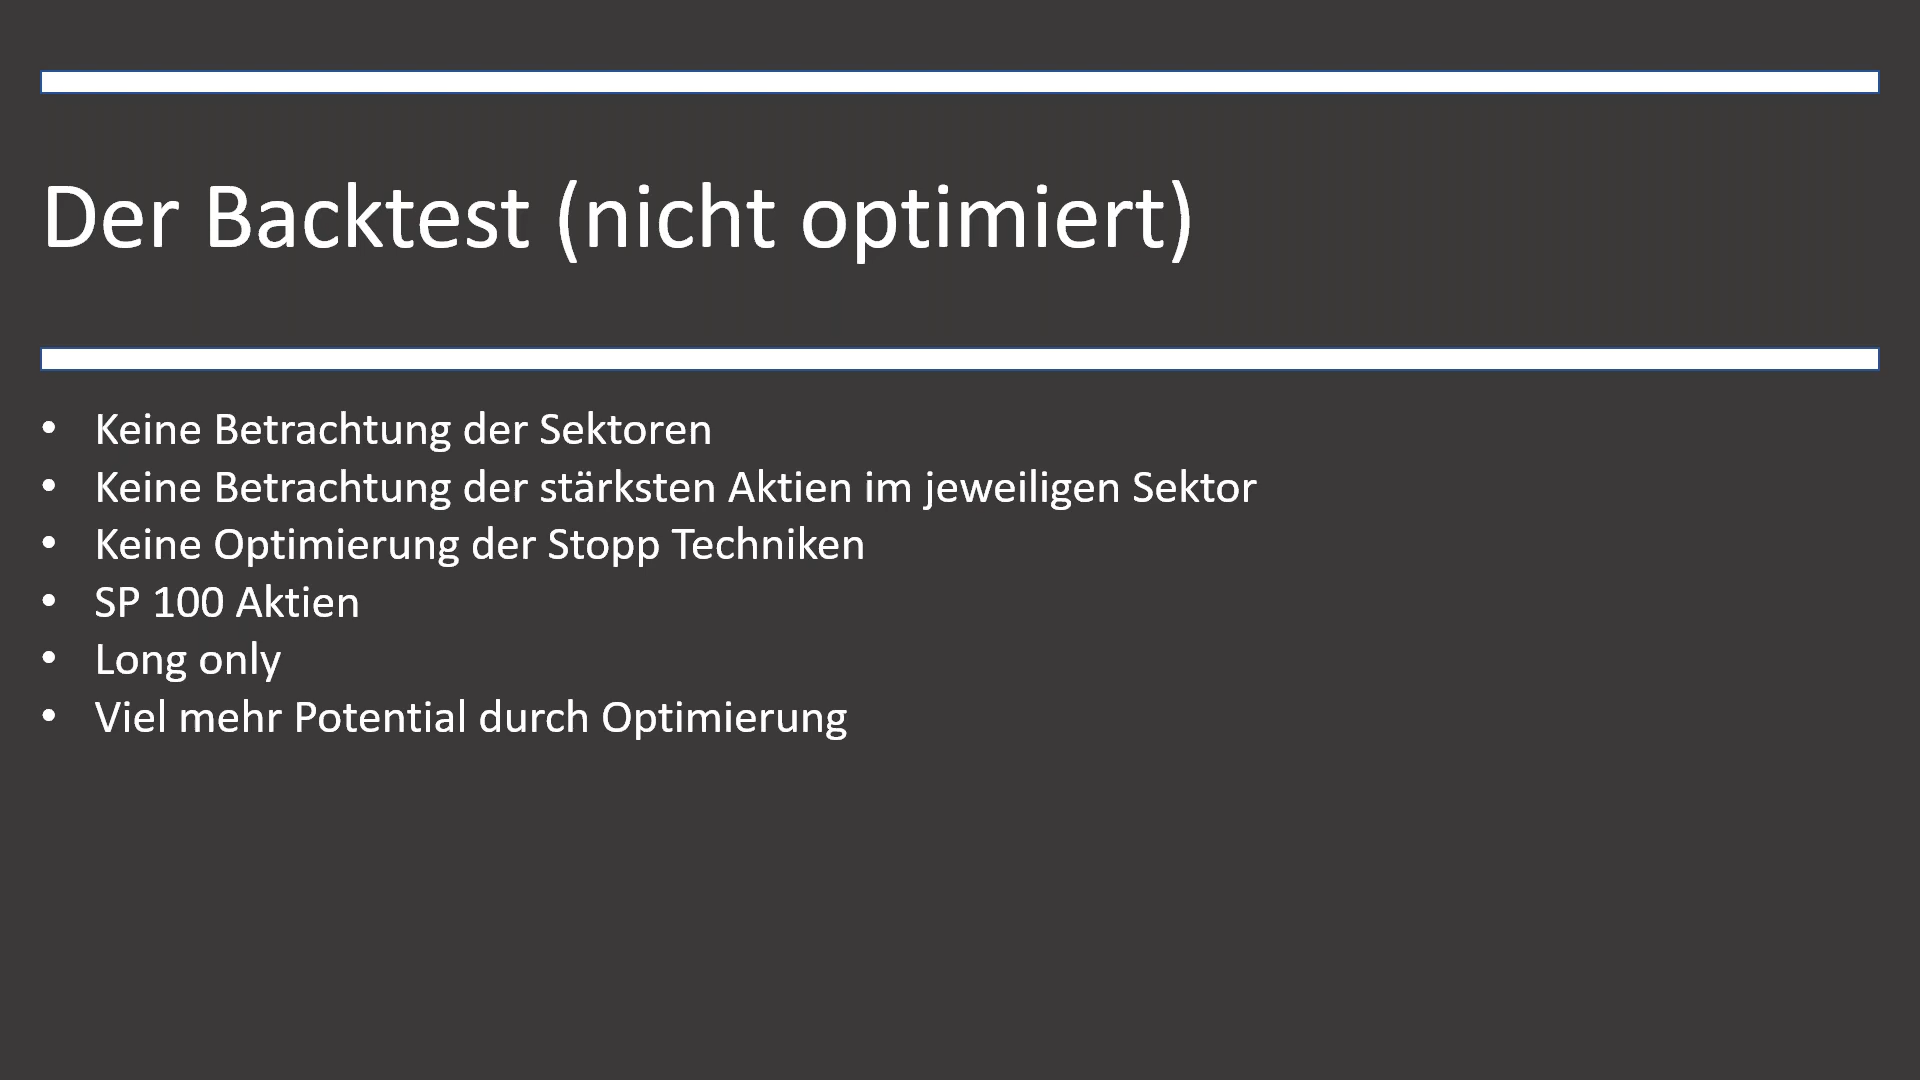 Der Backtest (nicht optimiert)
• Keine Betrachtung der Sektoren
• Keine Betrachtung der stärksten Aktien im jeweiligen Sektor
• Keine Optimierung der Stopp Techniken
• SP 100 Aktien
• Long only
• Viel mehr Potential durch Optimierung